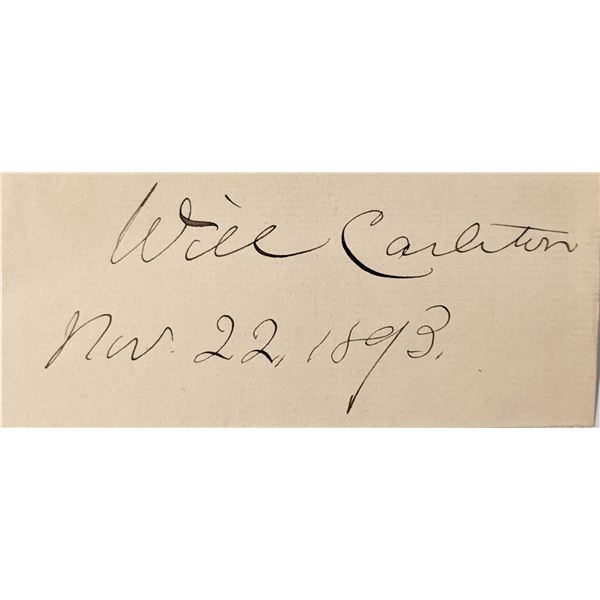 Will Carleton
Nov. 22, 1893.